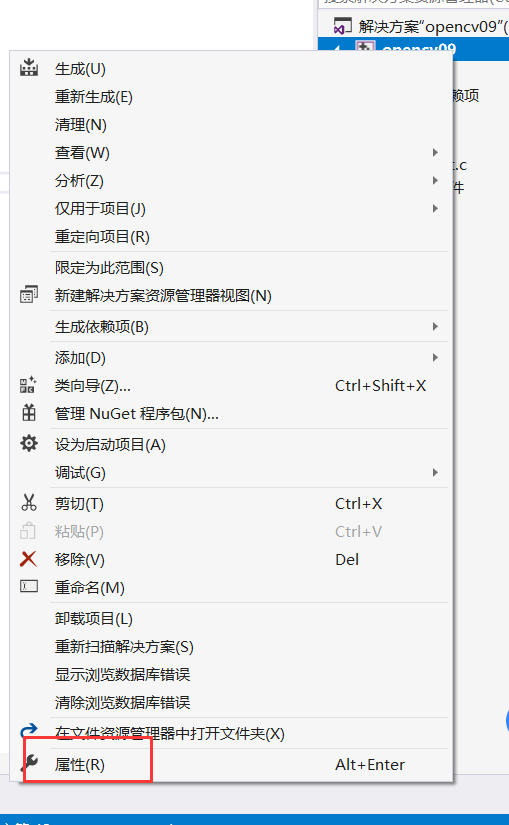 解决方案“opencv09”(
opencv09
生成(U)
重新生成(E)
清理(N)
查看(W)
分析(Z)
仅用于项目(J)
重定向项目(R)
限定为此范围(S)
新建解决方案资源管理器视图(N)
生成依赖项(B)
添加(D)
类向导(Z)... Ctrl+Shift+X
管理 NuGet 程序包(N)...
设为启动项目(A)
调试(G)
剪切(T) Ctrl+X
粘贴(P) Ctrl+V
移除(V) Del
重命名(M)
卸载项目(L)
重新扫描解决方案(S)
显示浏览数据库错误
清除浏览数据库错误
在文件资源管理器中打开文件夹(X)
属性(R) Alt+Enter
赖项
t.c
件